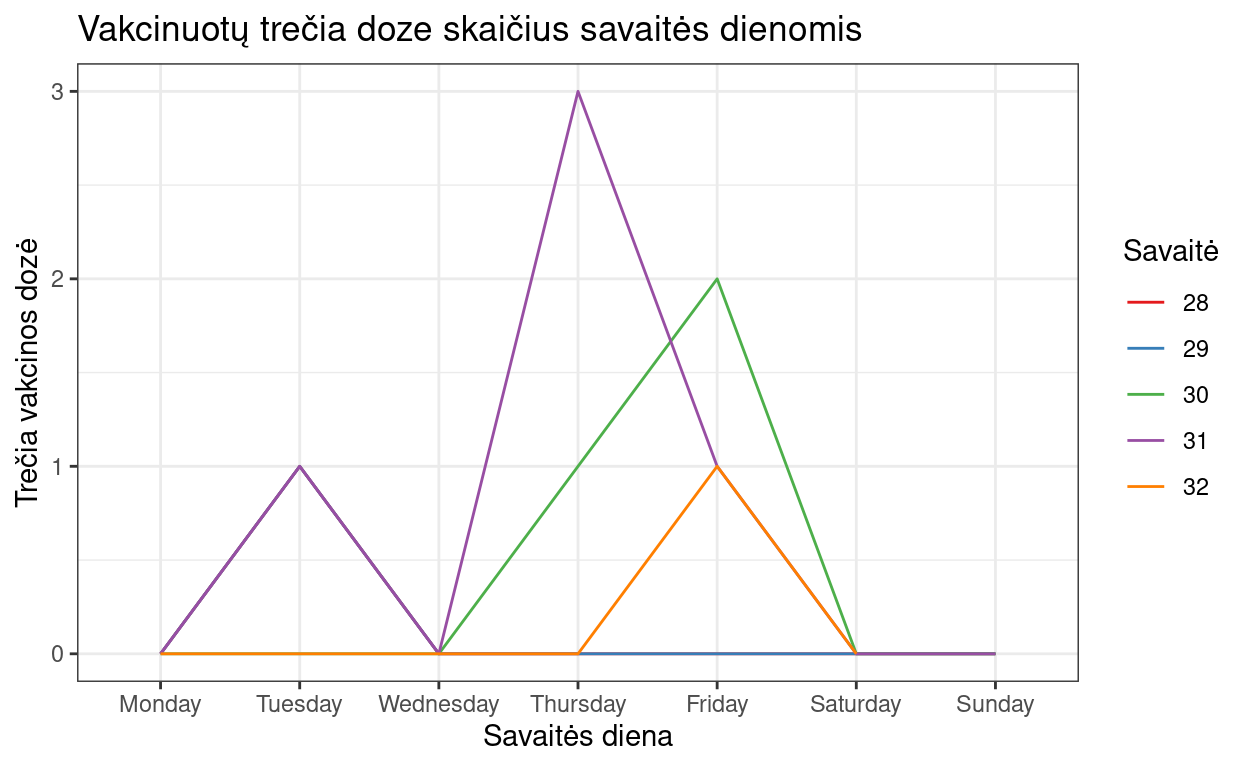 Vakcinuotų trečia doze skaičius savaitės dienomis
Trečia vakcinos dozė
3
2
1
0
Monday
Tuesday
Wednesday
Thursday
Friday
Saturday
Sunday
Savaitės diena
Savaitė
28
29
30
31
32